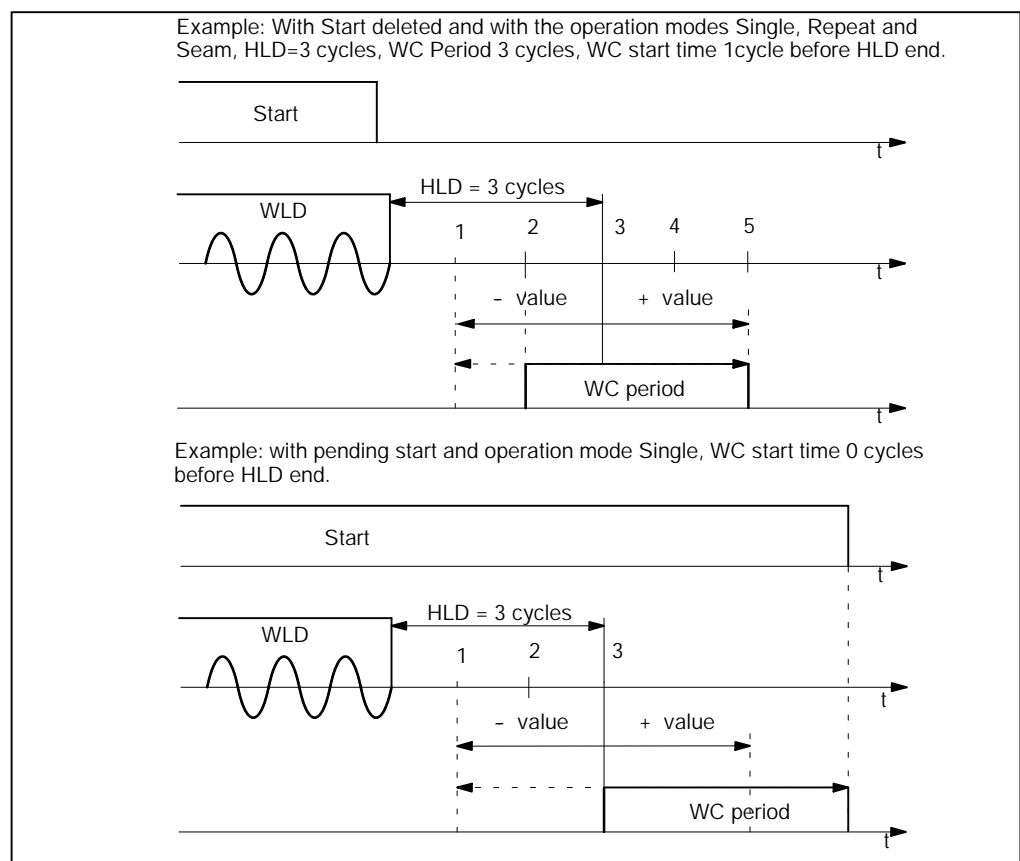 Example: With Start deleted and with the operation modes Single, Repeat and
Seam, HLD=3 cycles, WC Period 3 cycles, WC start time 1cycle before HLD end.
Start
t
HLD = 3 cycles
WLD
1 2 3 4 5
t
- value + value
WC period
t
Example: with pending start and operation mode Single, WC start time 0 cycles
before HLD end.
Start
t
HLD = 3 cycles
WLD
1 2 3
t
- value + value
WC period
t